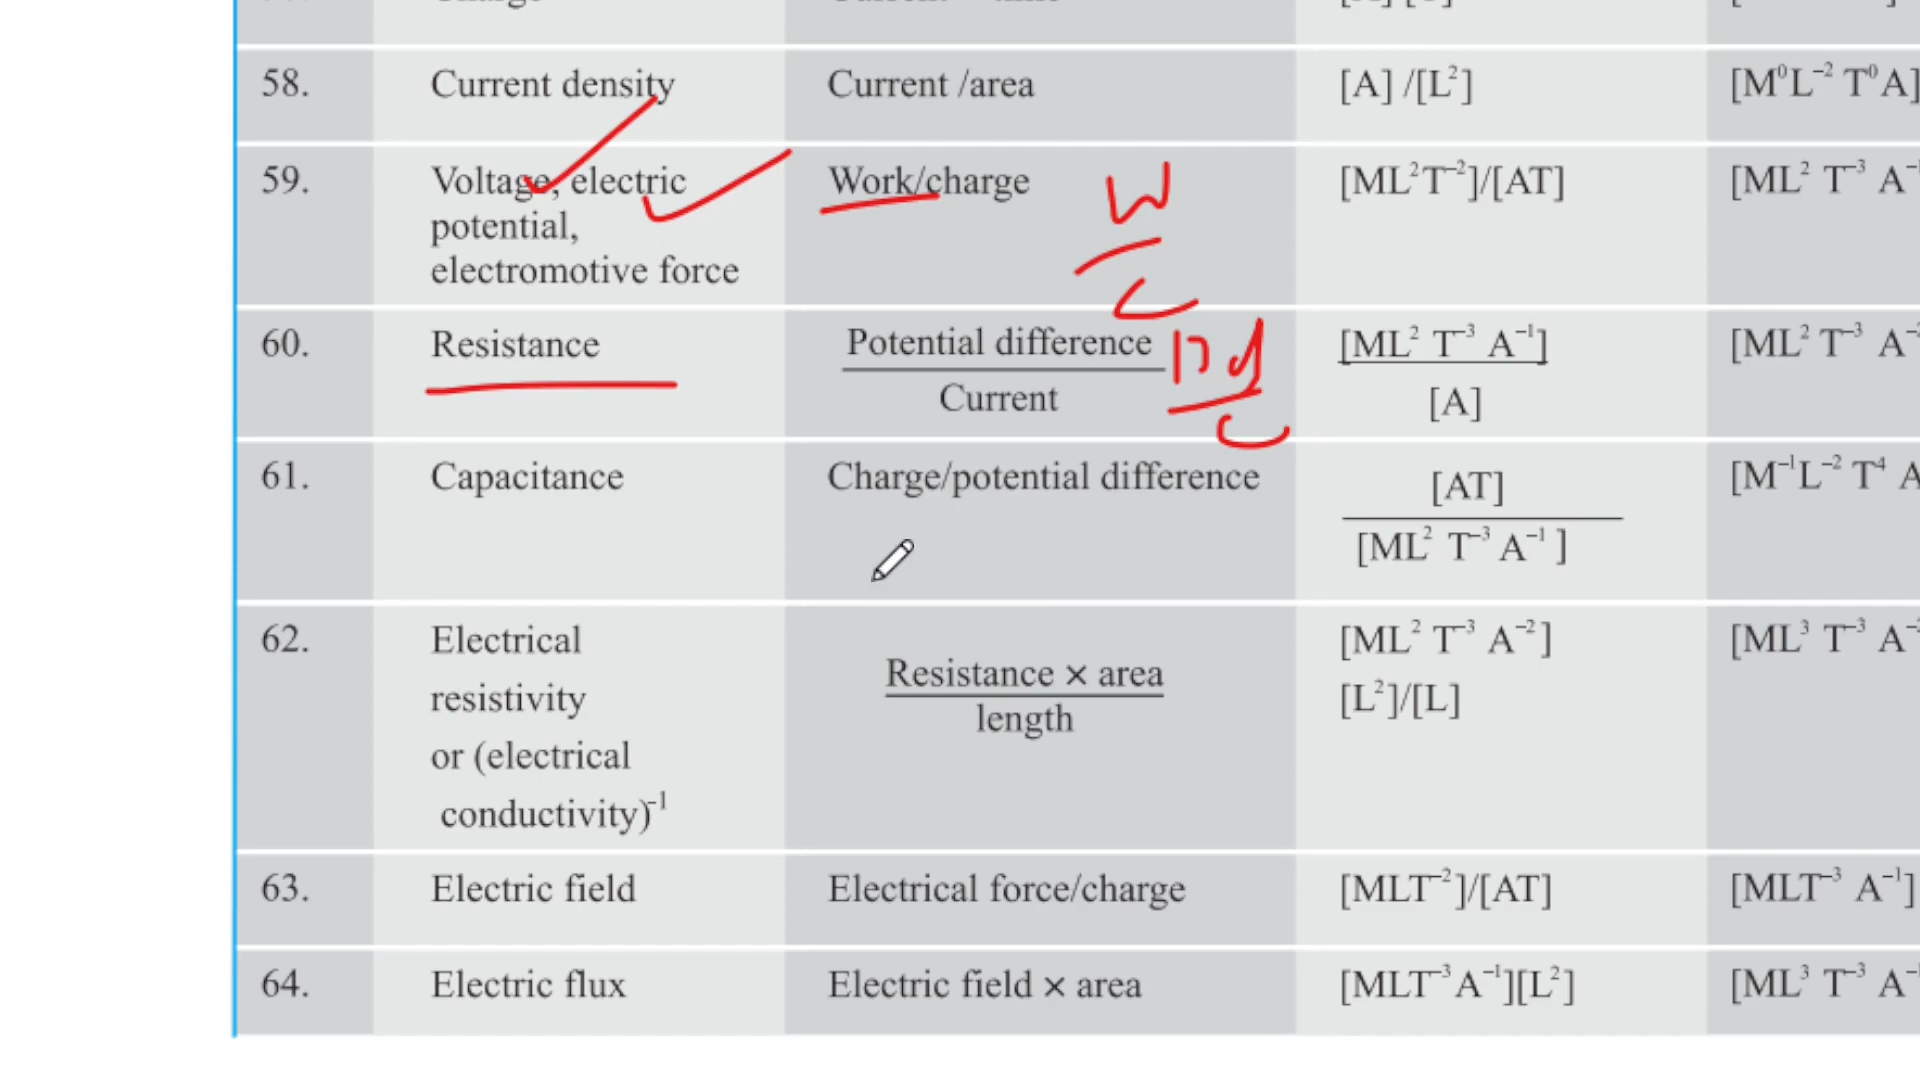 58. Current density Current /area [A] /[L²] [M⁰L⁻² T⁰A]
59. Voltage, electric Work/charge W [ML²T⁻²]/[AT] [ML² T⁻³ A⁻
potential,
electromotive force C
60. Resistance Potential difference Pd [ML² T⁻³ A⁻¹] [ML² T⁻³ A⁻
Current C [A]
61. Capacitance Charge/potential difference [AT] [M⁻¹L⁻² T⁴ A
[ML² T⁻³ A⁻¹ ]
62. Electrical [ML² T⁻³ A⁻²] [ML³ T⁻³ A⁻
Resistance × area
resistivity [L²]/[L]
length
or (electrical
conductivity)⁻¹
63. Electric field Electrical force/charge [MLT⁻²]/[AT] [MLT⁻³ A⁻¹]
64. Electric flux Electric field × area [MLT⁻³A⁻¹][L²] [ML³ T⁻³ A⁻